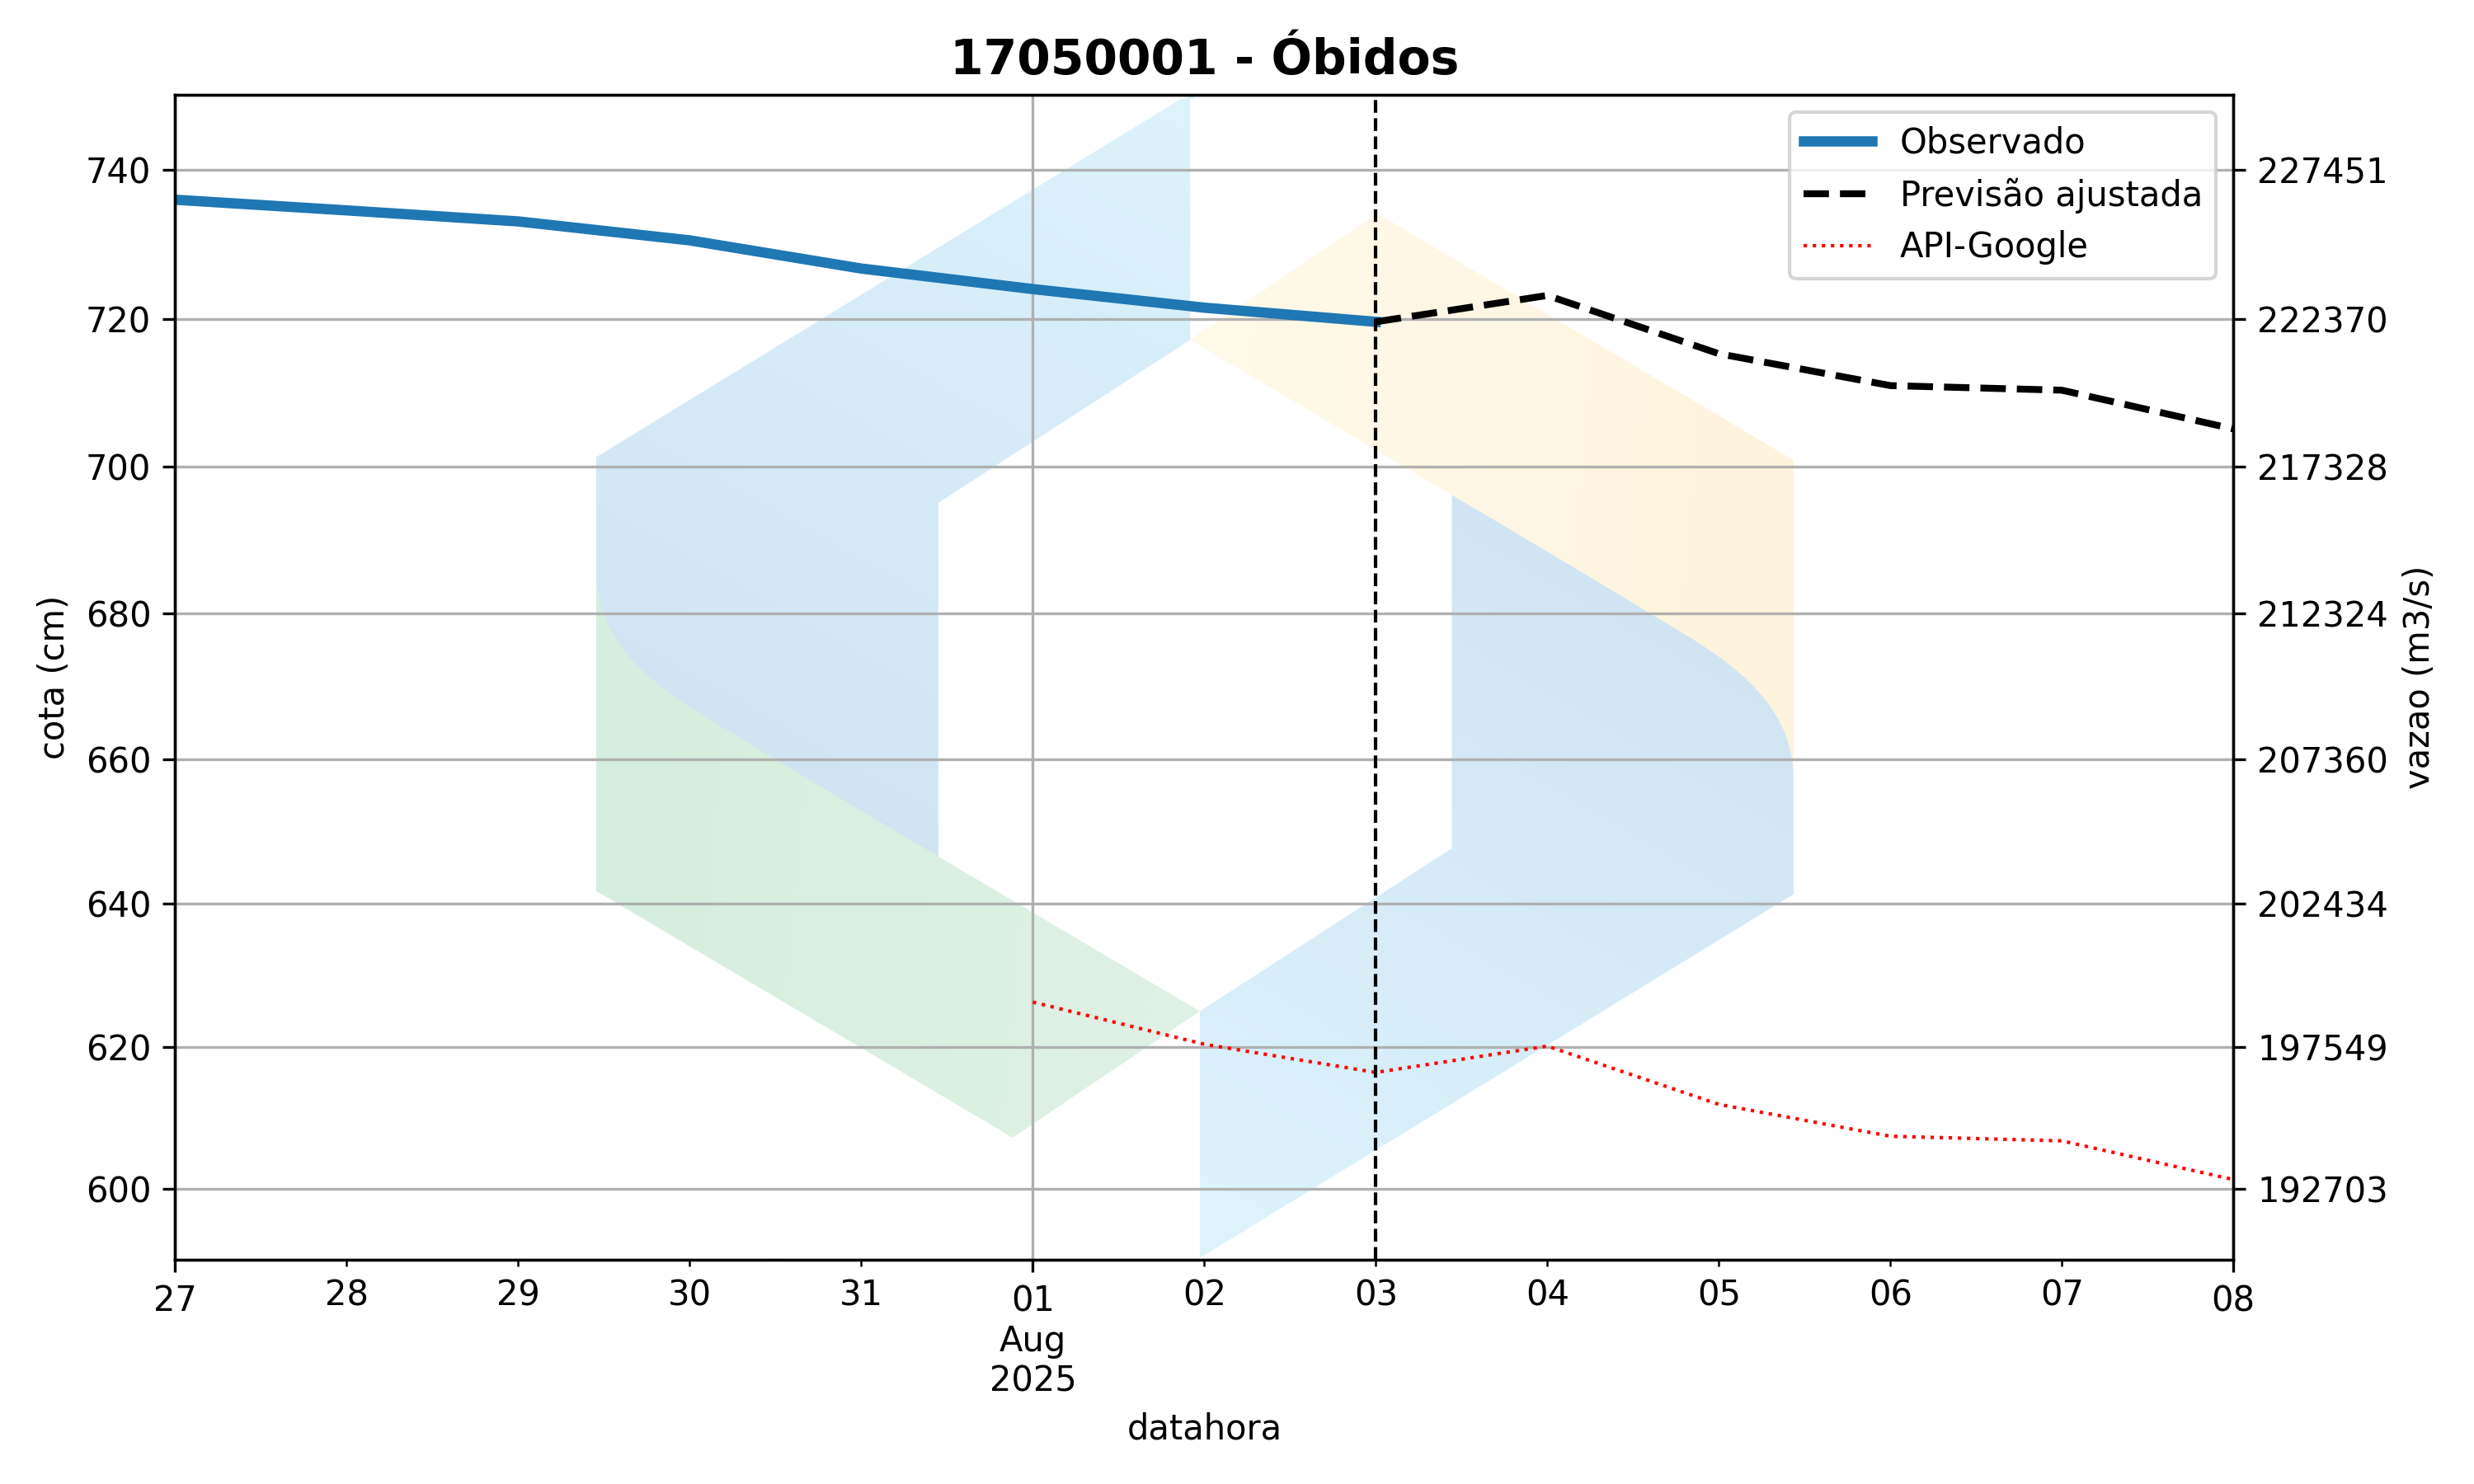 17050001 - Óbidos
Observado
Previsão ajustada
API-Google
740
720
700
680
660
640
620
600
cota (cm)
227451
222370
217328
212324
207360
202434
197549
192703
vazao (m3/s)
27 28 29 30 31 01 02 03 04 05 06 07 08
Aug
2025
datahora